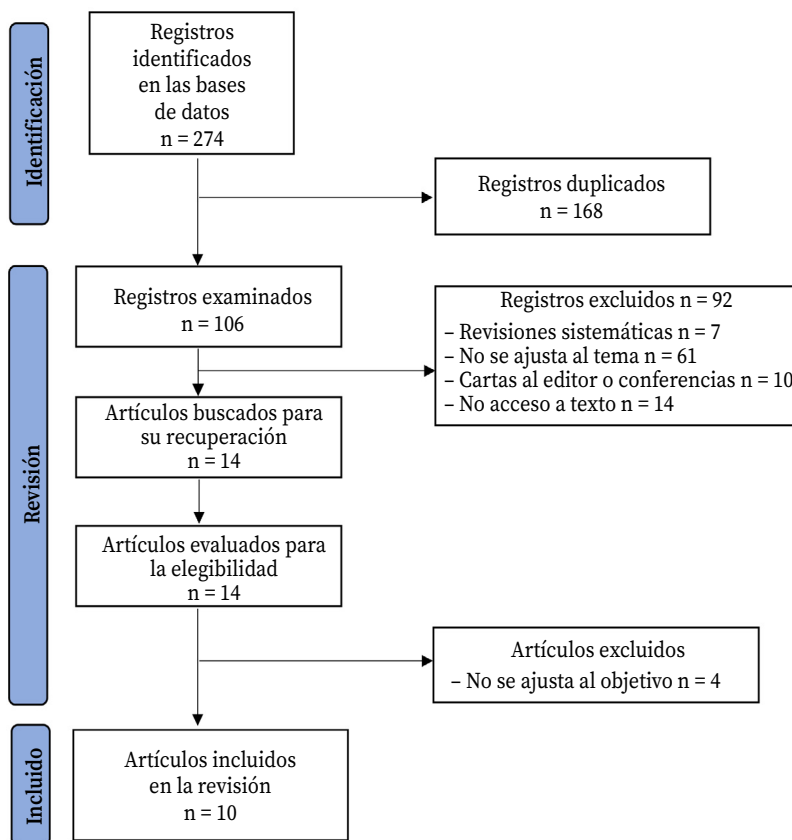 Identificación
Registros
identificados
en las bases
de datos
n = 274
Registros duplicados
n = 168
Revisión
Registros examinados
n = 106
Registros excluidos n = 92
– Revisiones sistemáticas n = 7
– No se ajusta al tema n = 61
– Cartas al editor o conferencias n = 10
– No acceso a texto n = 14
Artículos buscados para
su recuperación
n = 14
Artículos evaluados para
la elegibilidad
n = 14
Artículos excluidos
– No se ajusta al objetivo n = 4
Incluido
Artículos incluidos
en la revisión
n = 10